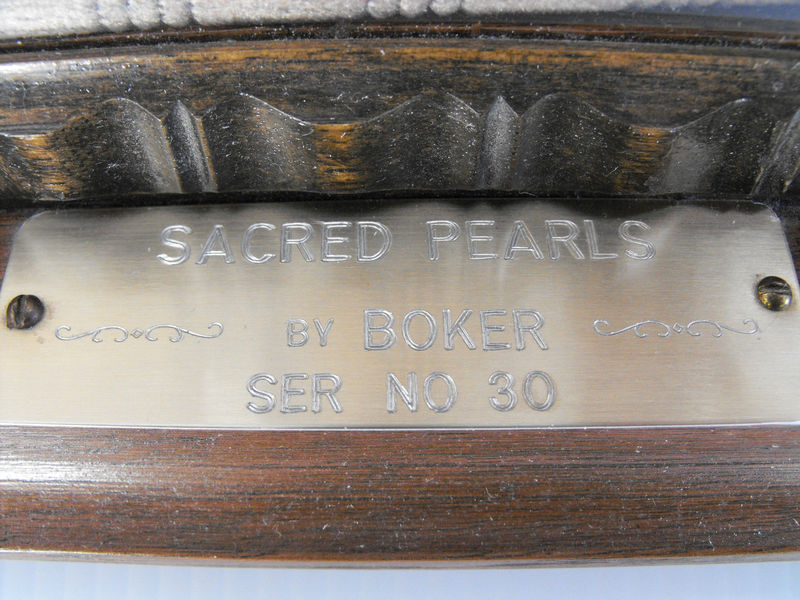 SACRED PEARLS
BY BOKER
SER NO 30